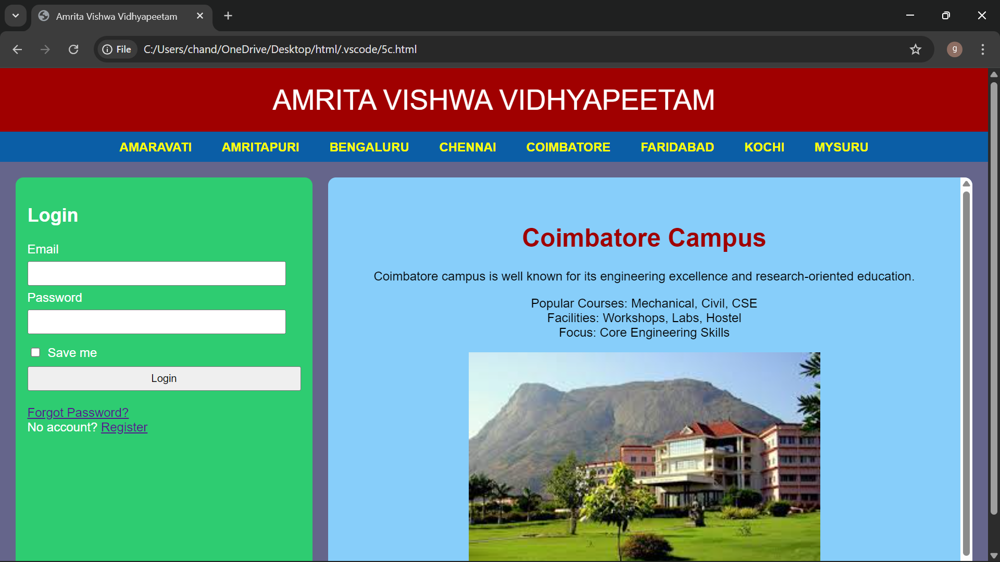 Amrita Vishwa Vidhyapeetam
File C:/Users/chand/OneDrive/Desktop/html/.vscode/5c.html
g
AMRITA VISHWA VIDHYAPEETAM
AMARAVATI AMRITAPURI BENGALURU CHENNAI COIMBATORE FARIDABAD KOCHI MYSURU
Login
Email
Password
Save me
Login
Forgot Password?
No account? Register
Coimbatore Campus
Coimbatore campus is well known for its engineering excellence and research-oriented education.
Popular Courses: Mechanical, Civil, CSE
Facilities: Workshops, Labs, Hostel
Focus: Core Engineering Skills